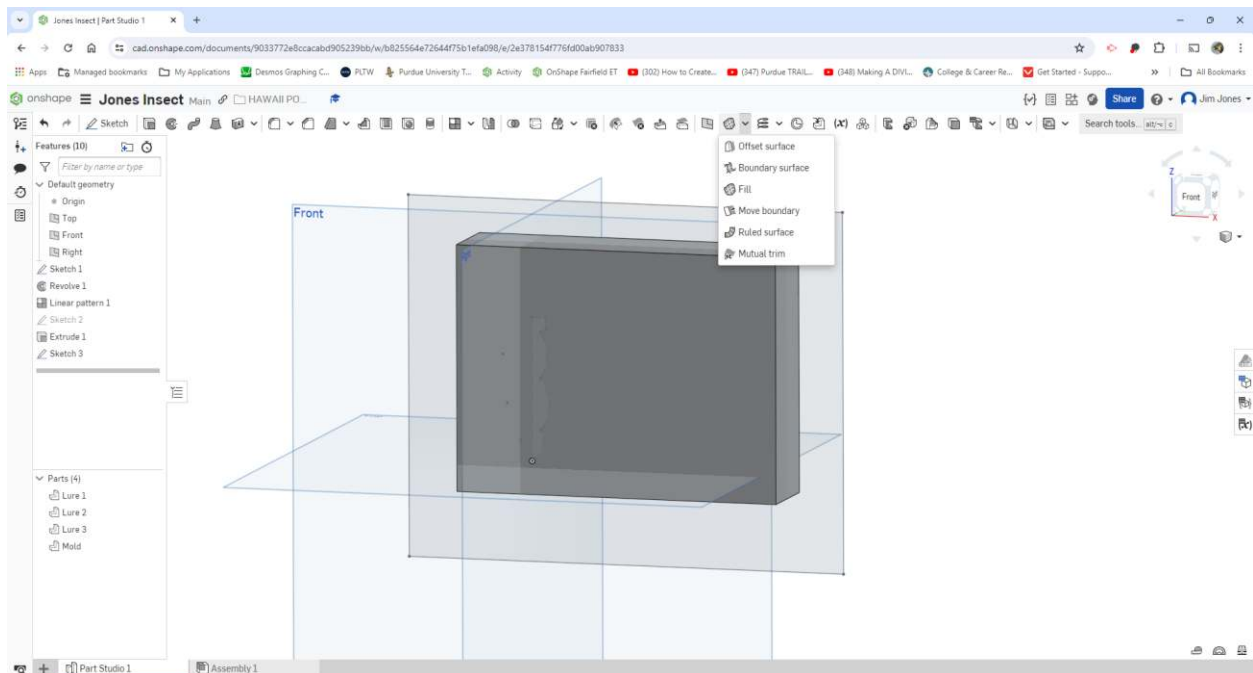 Jones Insect | Part Studio 1
cad.onshape.com/documents/9033772e8ccacabd905239bb/w/b825564e72644f75b1efa098/e/2e378154f776fd00ab907833
Apps Managed bookmarks My Applications Desmos Graphing C... PLTW Purdue University T... Activity OnShape Fairfield ET (302) How to Create... (347) Purdue TRAIL... (348) Making A DIVI... College & Career Re... Get Started - Suppo... » All Bookmarks
onshape Jones Insect Main HAWAII PO... Share Jim Jones
Sketch Search tools...
Features (10)
Filter by name or type
Default geometry
Origin
Top
Front
Right
Sketch 1
Revolve 1
Linear pattern 1
Sketch 2
Extrude 1
Sketch 3
Parts (4)
Lure 1
Lure 2
Lure 3
Mold
Front
Offset surface
Boundary surface
Fill
Move boundary
Ruled surface
Mutual trim
Z
Front
X
Part Studio 1 Assembly 1